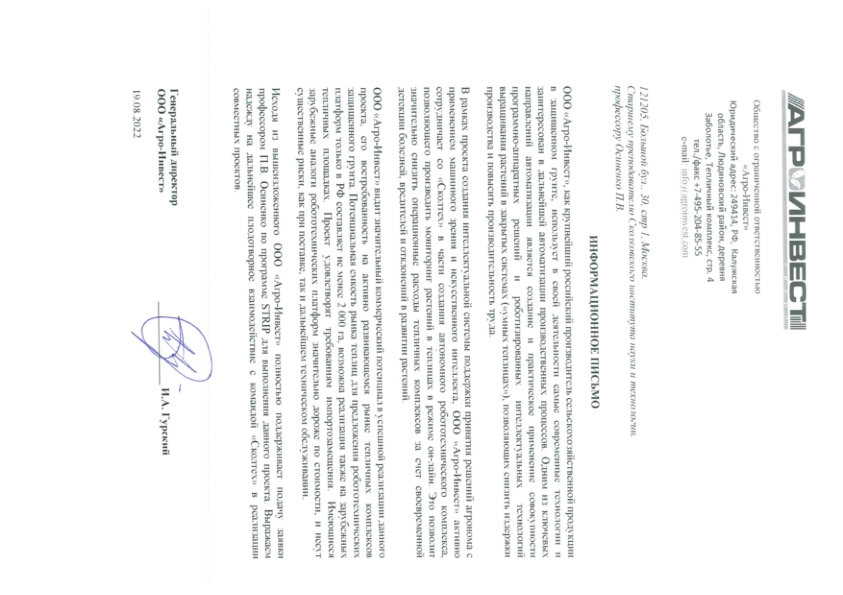 АГРОИНВЕСТ
Общество с ограниченной ответственностью
«Агро-Инвест»
Юридический адрес: 249414, РФ, Калужская
область, Людиновский район, деревня
Заболотье, Тепличный комплекс, стр. 4
тел./факс +7-495-204-85-55
e-mail info@agroinvest.com
121205, Большой бул., 30, стр 1, Москва,
Старшему преподавателю Сколковского института науки и технологии,
профессору Осиненко П.В.
ИНФОРМАЦИОННОЕ ПИСЬМО
ООО «Агро-Инвест», как крупнейший российский производитель сельскохозяйственной продукции
в защищенном грунте, использует в своей деятельности самые современные технологии и
заинтересован в дальнейшей автоматизации производственных процессов. Одним из ключевых
направлений автоматизации является создание и практическое применение совокупности
программно-аппаратных решений и роботизированных интеллектуальных технологий
выращивания растений в закрытых системах («умных теплицах»), позволяющих снизить издержки
производства и повысить производительность труда.
В рамках проекта создания интеллектуальной системы поддержки принятия решений агронома с
применением машинного зрения и искусственного интеллекта, ООО «Агро-Инвест» активно
сотрудничает со «Сколтех» в части создания автономного робототехнического комплекса,
позволяющего производить мониторинг растений в теплицах в режиме он-лайн. Это позволит
значительно снизить операционные расходы тепличных комплексов за счет своевременной
детекции болезней, вредителей и отклонений в развитии растений.
ООО «Агро-Инвест» видит значительный коммерческий потенциал в успешной реализации данного
проекта, его востребованность на активно развивающемся рынке тепличных комплексов
защищенного грунта. Потенциальная емкость рынка теплиц для предложения робототехнических
платформ только в РФ составляет не менее 2 000 га, возможна реализация также на зарубежных
тепличных площадках. Проект удовлетворят требованиям импортозамещения. Имеющиеся
зарубежные аналоги робототехнических платформ значительно дороже по стоимости, и несут
существенные риски, как при поставке, так и дальнейшем техническом обслуживании.
Исходя из вышеизложенного ООО «Агро-Инвест» полностью поддерживает подачу заявки
профессором П.В. Осиненко по программе STRIP для выполнения данного проекта. Выражаем
надежду на дальнейшее плодотворное взаимодействие с командой «Сколтех» в реализации
совместных проектов.
Генеральный директор
ООО «Агро-Инвест» И.А. Гурский
19.08.2022